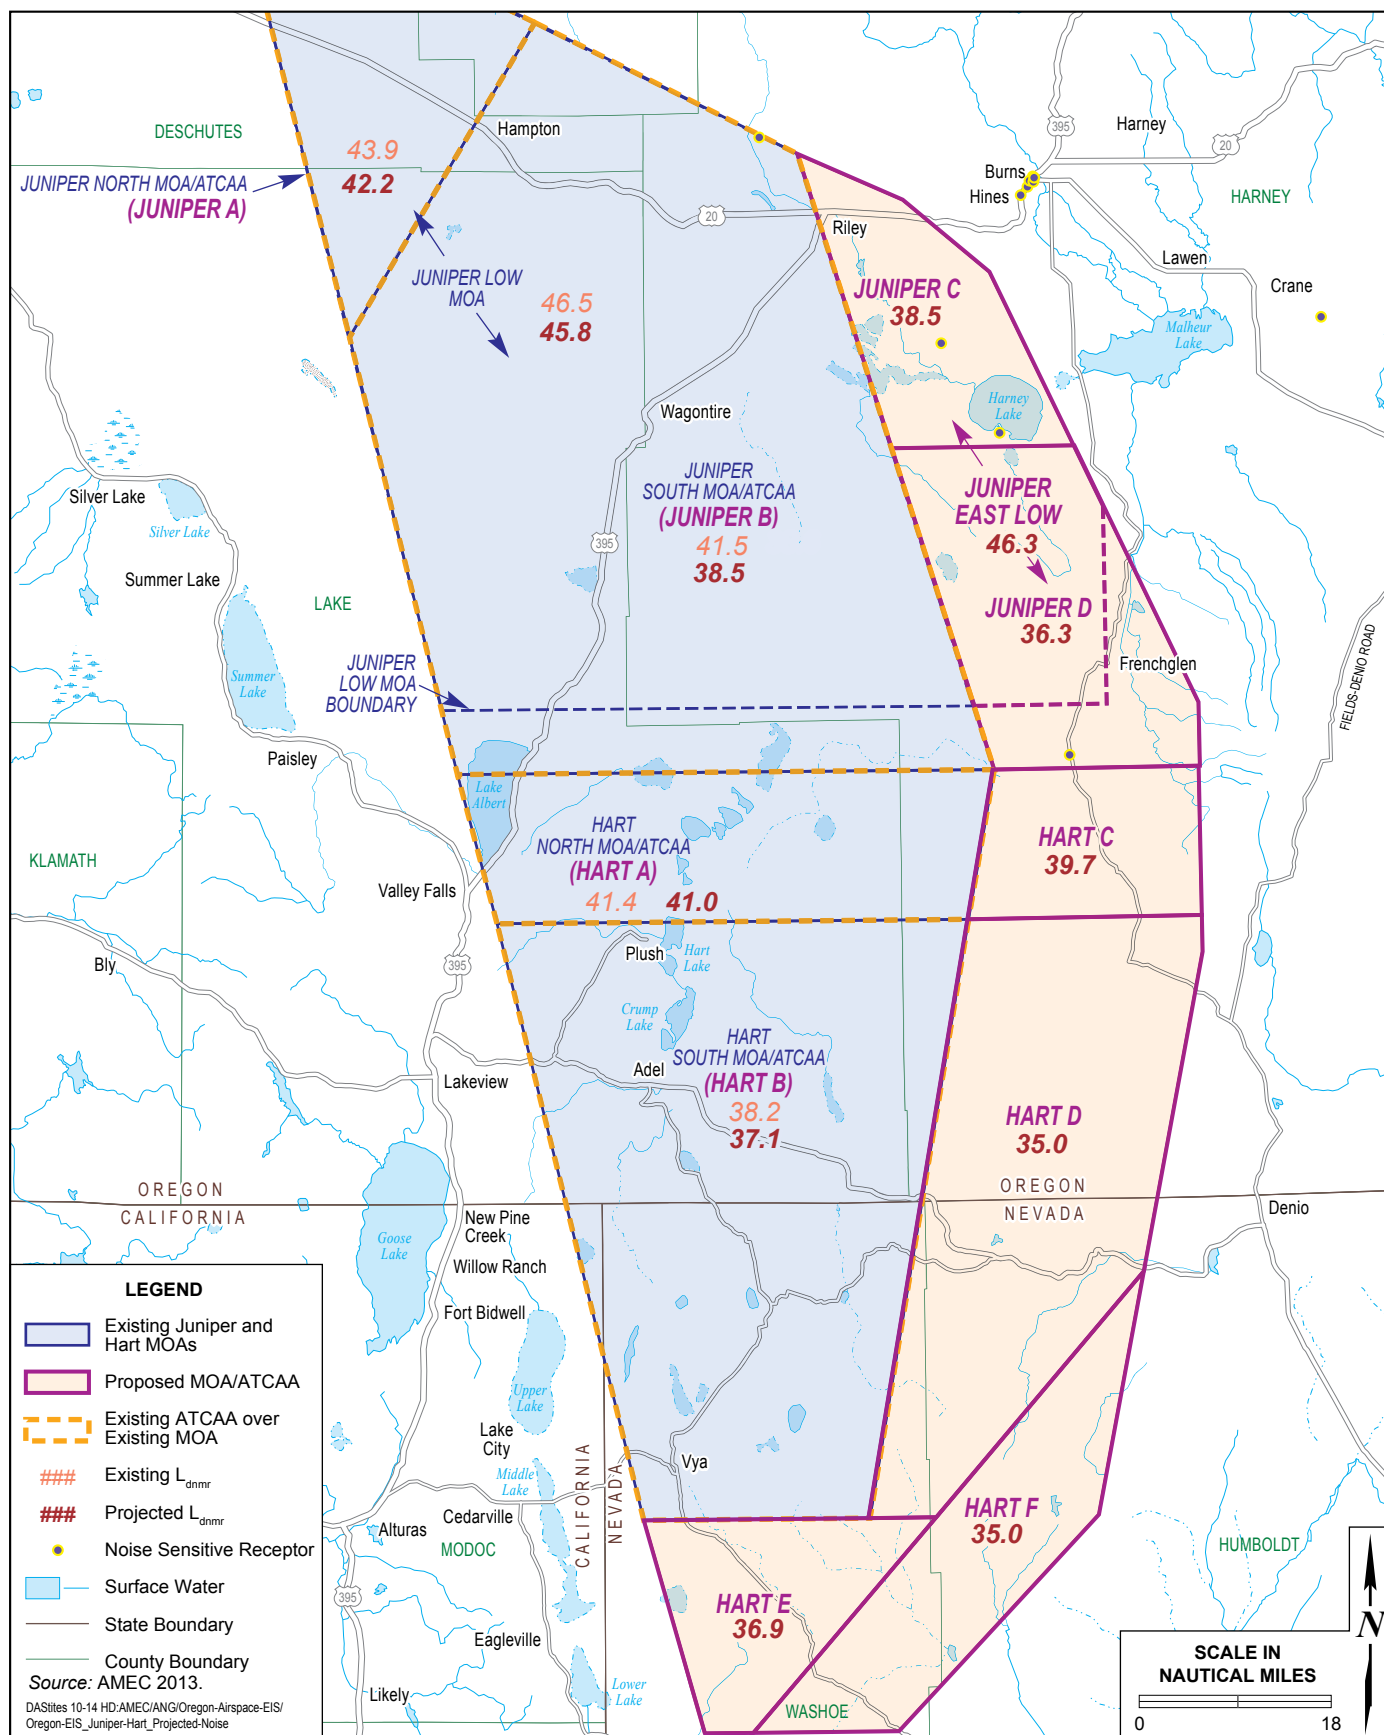 DESCHUTES
Hampton
43.9
42.2
JUNIPER NORTH MOA/ATCAA
(JUNIPER A)
395
Harney
20
Burns
Hines
HARNEY
20
Riley
Lawen
Crane
JUNIPER LOW
MOA
46.5
45.8
JUNIPER C
38.5
Malheur
Lake
Harney
Lake
Wagontire
JUNIPER
SOUTH MOA/ATCAA
(JUNIPER B)
41.5
38.5
JUNIPER
EAST LOW
46.3
JUNIPER D
36.3
Silver Lake
Silver Lake
395
Summer Lake
LAKE
Summer
Lake
JUNIPER
LOW MOA
BOUNDARY
Frenchglen
FIELDS-DENIO ROAD
Paisley
Lake
Albert
HART
NORTH MOA/ATCAA
(HART A)
41.4 41.0
HART C
39.7
KLAMATH
Valley Falls
Bly
395
Plush
Hart
Lake
Crump
Lake
HART
SOUTH MOA/ATCAA
(HART B)
38.2
37.1
Adel
Lakeview
HART D
35.0
OREGON
CALIFORNIA
OREGON
NEVADA
Denio
Goose
Lake
New Pine
Creek
Willow Ranch
Fort Bidwell
Upper
Lake
Lake
City
Middle
Lake
CALIFORNIA
NEVADA
Vya
Cedarville
Alturas
MODOC
395
HART F
35.0
HUMBOLDT
HART E
36.9
Eagleville
Lower
Lake
Likely
WASHOE
LEGEND
Existing Juniper and
Hart MOAs
Proposed MOA/ATCAA
Existing ATCAA over
Existing MOA
### Existing Ldnmr
### Projected Ldnmr
Noise Sensitive Receptor
Surface Water
State Boundary
County Boundary
Source: AMEC 2013.
DAStites 10-14 HD:AMEC/ANG/Oregon-Airspace-EIS/
Oregon-EIS_Juniper-Hart_Projected-Noise
N
SCALE IN
NAUTICAL MILES
0 18